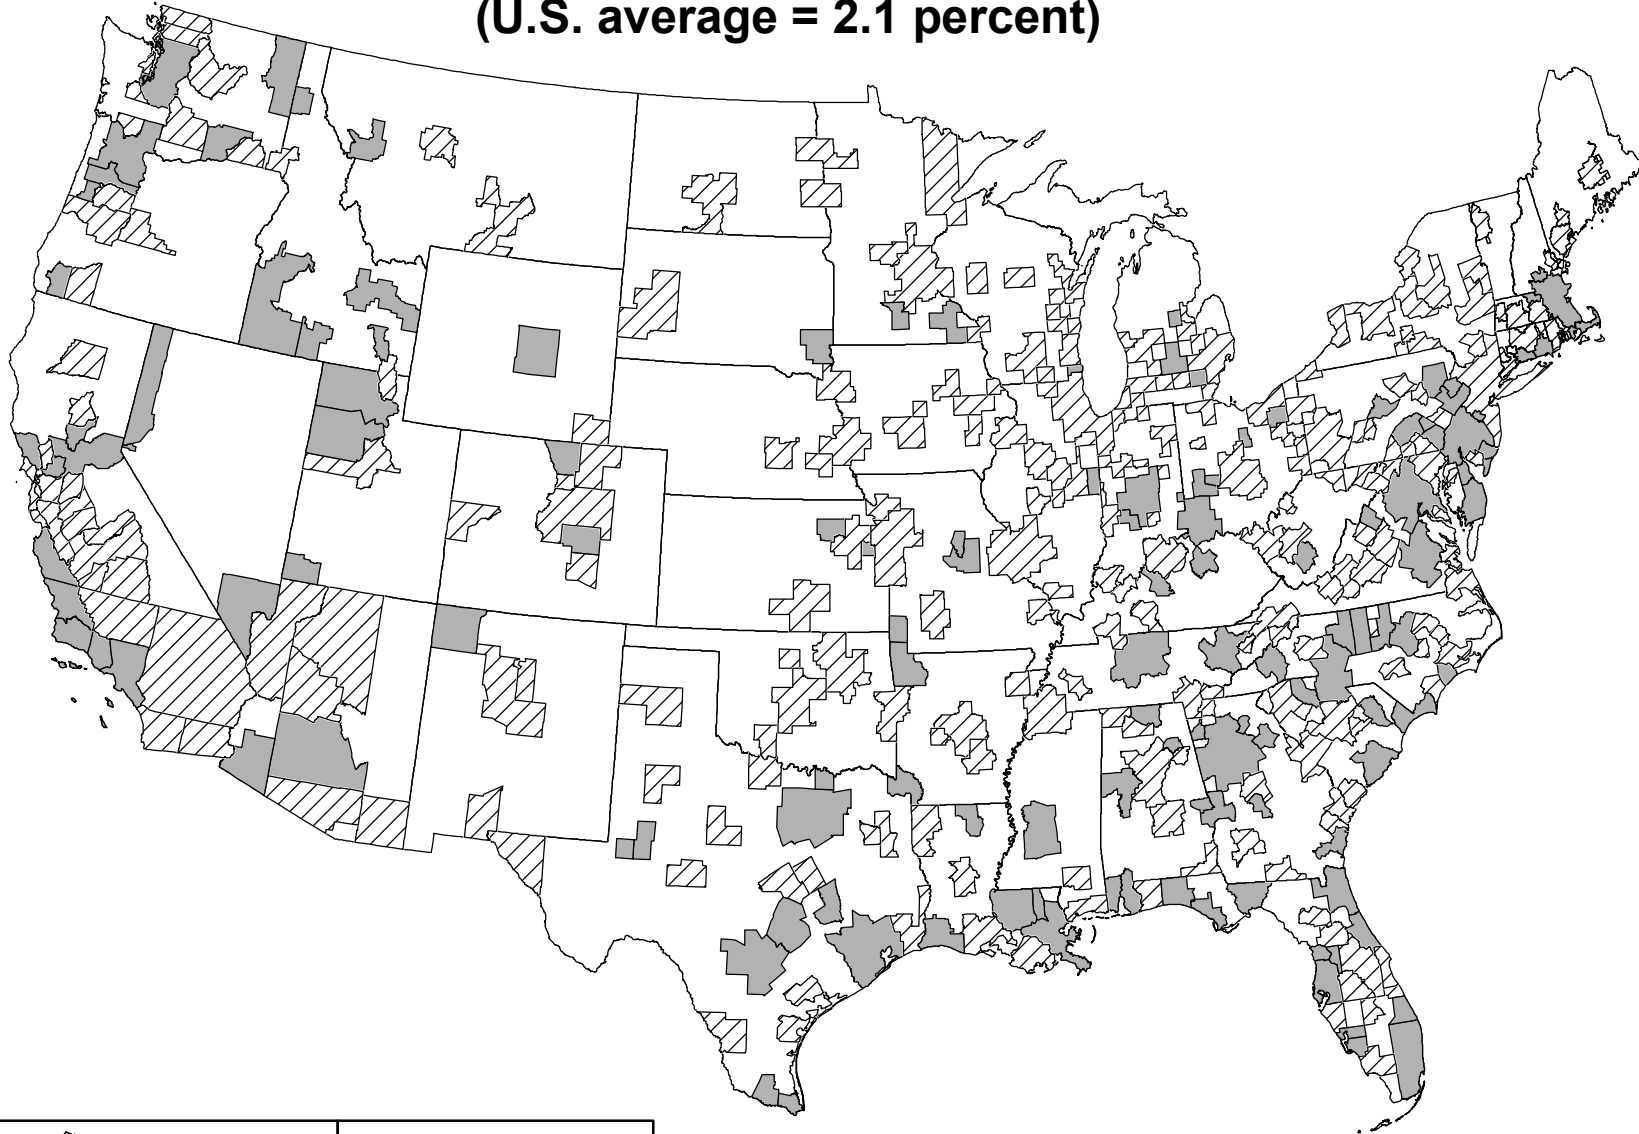 (U.S. average = 2.1 percent)